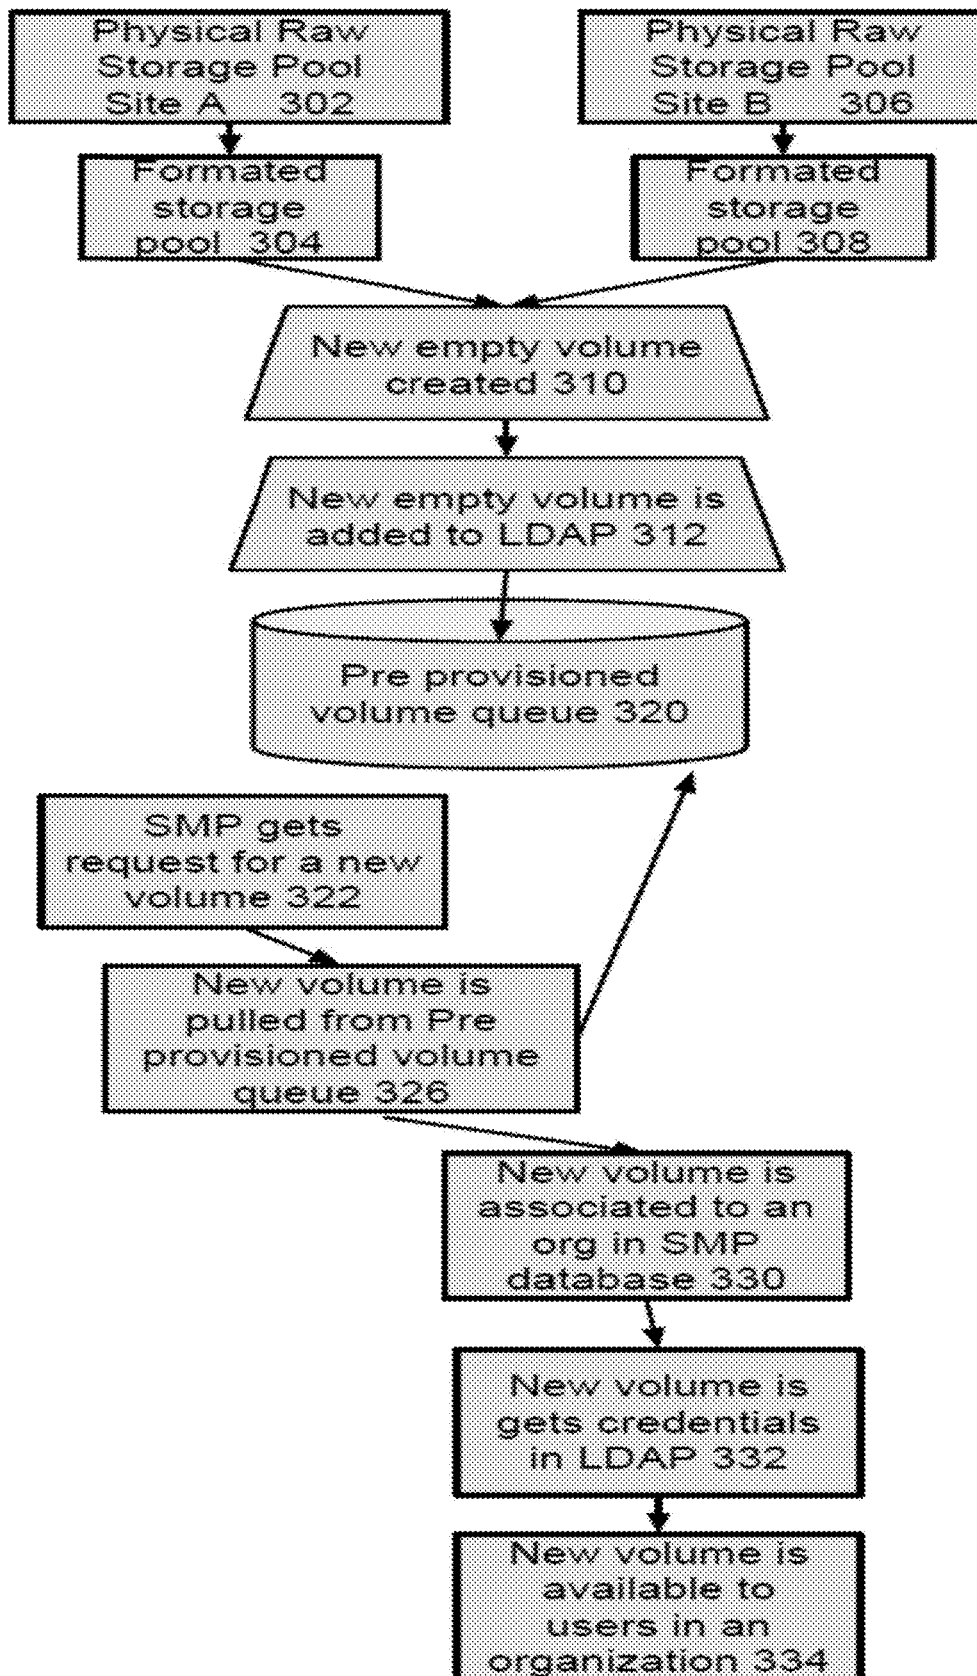 Physical Raw
Storage Pool
Site A 302
Physical Raw
Storage Pool
Site B 306
Formated
storage
pool 304
Formated
storage
pool 308
New empty volume
created 310
New empty volume is
added to LDAP 312
Pre provisioned
volume queue 320
SMP gets
request for a new
volume 322
New volume is
pulled from Pre
provisioned volume
queue 326
New volume is
associated to an
org in SMP
database 330
New volume is
gets credentials
in LDAP 332
New volume is
available to
users in an
organization 334